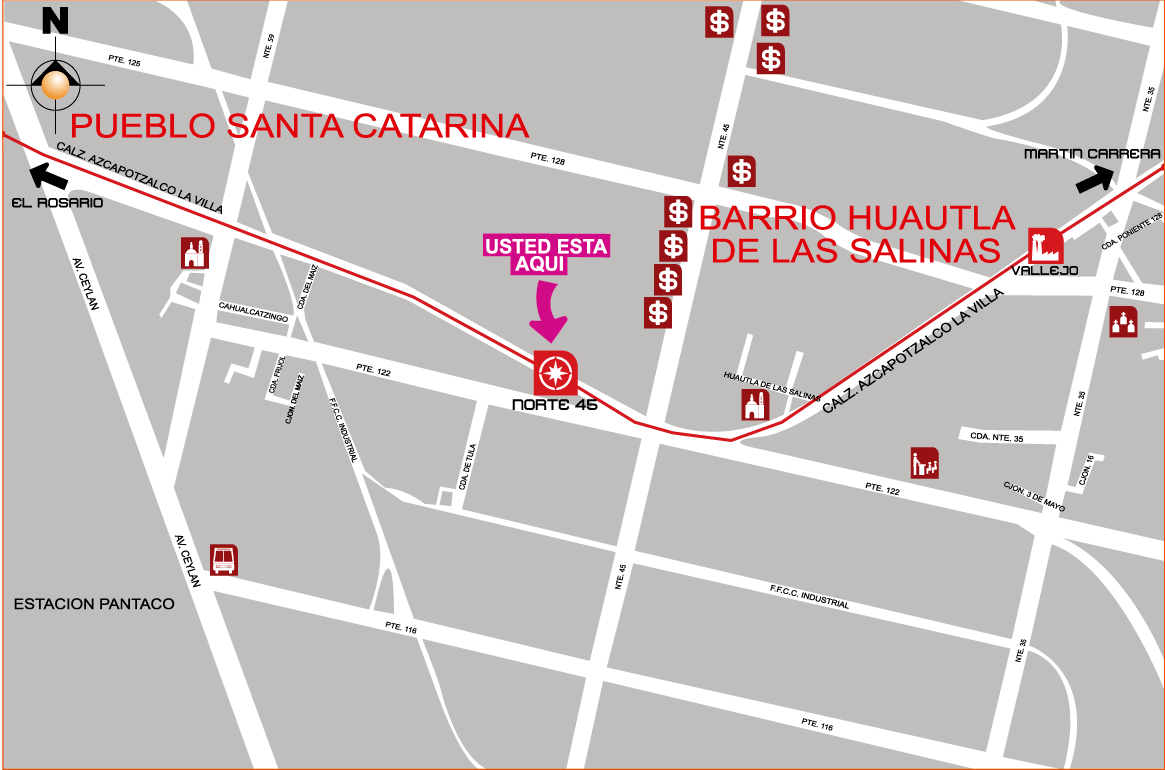 N
NTE. 59
PTE. 125
PUEBLO SANTA CATARINA
CALZ. AZCAPOTZALCO LA VILLA
EL ROSARIO
PTE. 128
NTE. 45
NTE. 35
MARTIN CARRERA
BARRIO HUAUTLA
DE LAS SALINAS
CDA. PONIENTE 128
VALLEJO
PTE. 128
USTED ESTA
AQUI
AV. CEYLAN
CDA. DEL MAIZ
CAHUALCATZINGO
CDA. FRIJOL
CJON. DEL MAIZ
PTE. 122
NORTE 45
HUAUTLA DE LAS SALINAS
CALZ. AZCAPOTZALCO LA VILLA
NTE. 35
F.F.C.C. INDUSTRIAL
CDA. DE TULA
CDA. NTE. 35
CJON. 16
PTE. 122
CJON. 3 DE MAYO
AV. CEYLAN
ESTACION PANTACO
NTE. 45
F.F.C.C. INDUSTRIAL
PTE. 116
NTE. 35
PTE. 116